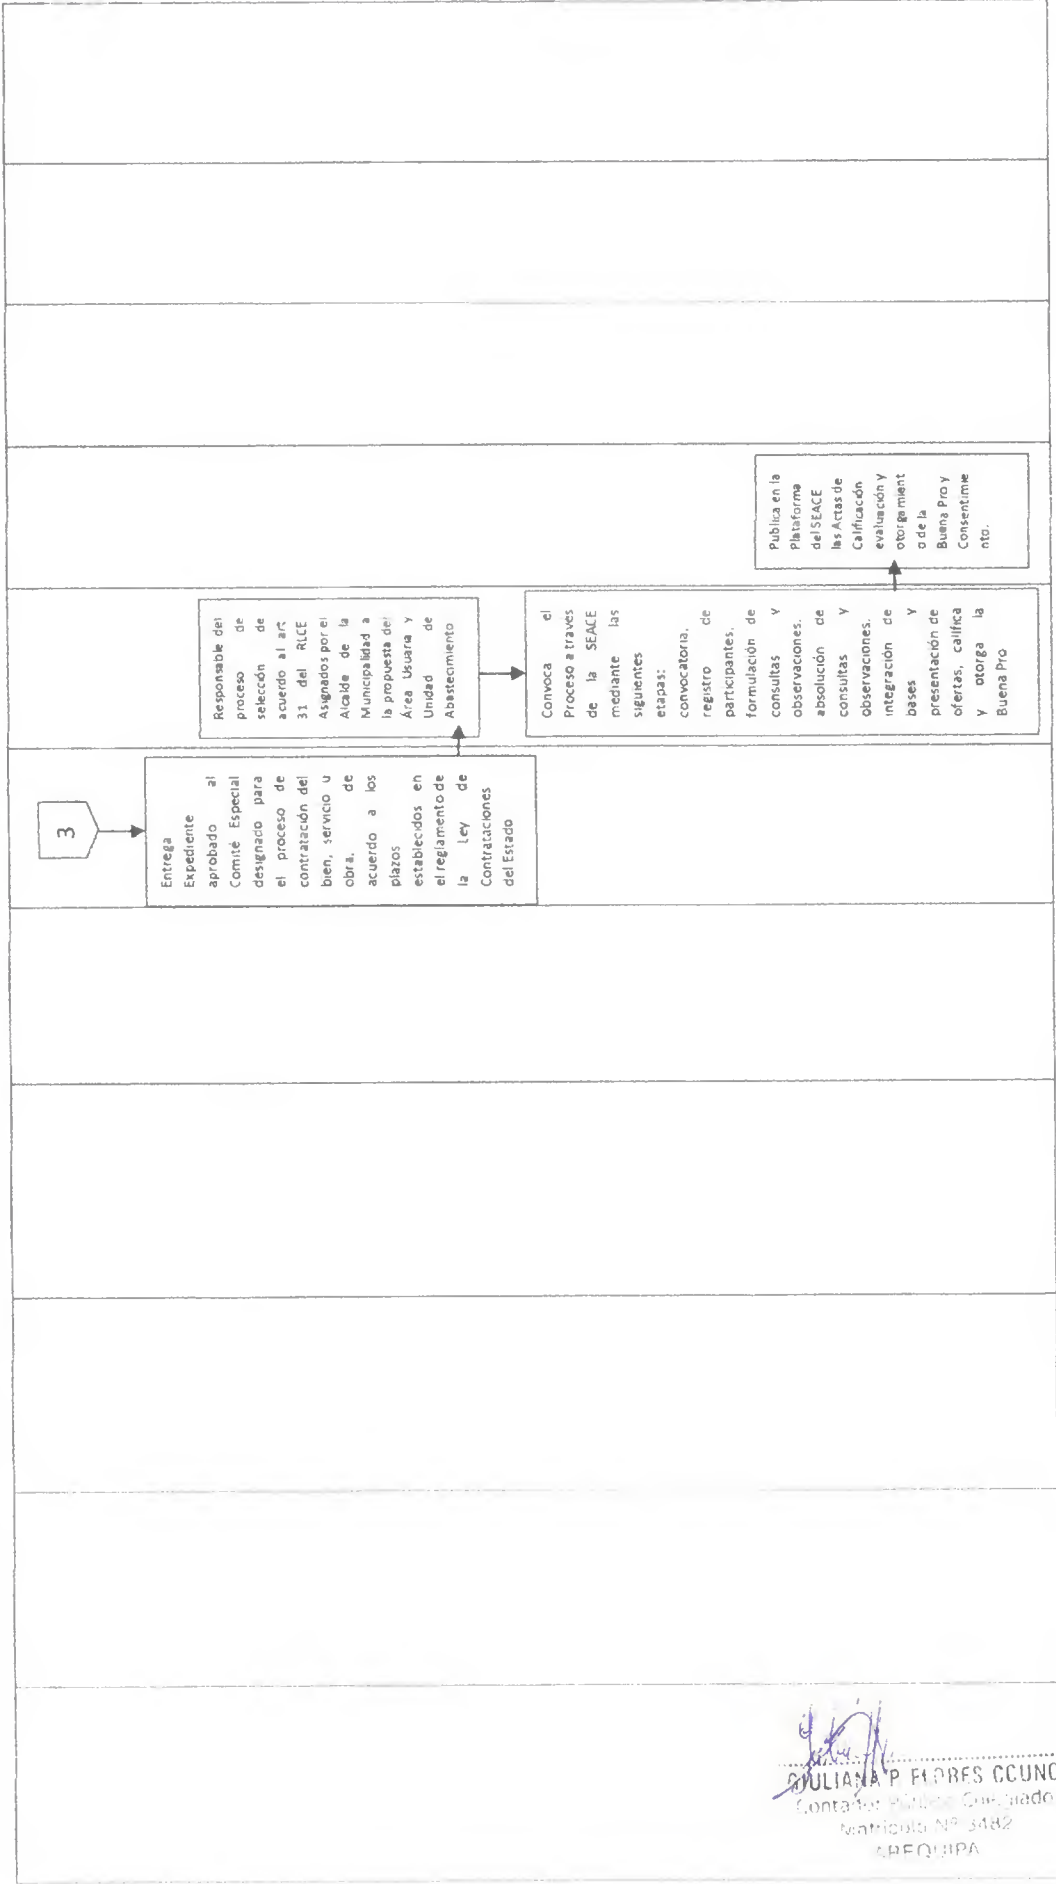 3
Entrega
Expediente
aprobado al
Comité Especial
designado para
el proceso de
contratación del
bien, servicio u
obra, de
acuerdo a los
plazos
establecidos en
el reglamento de
la Ley de
Contrataciones
del Estado
Responsable del
proceso de
selección de
acuerdo al art
31 del RLCE
Asignados por el
Alcalde de la
Municipalidad a
la propuesta del
Área Usuaria y
Unidad de
Abastecimiento
Convoca el
Proceso a traves
de la SEACE
mediante las
siguientes
etapas:
convocatoria,
registro de
participantes,
formulación de
consultas y
observaciones,
absolución de
consultas y
observaciones,
integración de
bases y
presentación de
ofertas, califica
y otorga la
Buena Pro
Publica en la
Plataforma
del SEACE
las Actas de
Calificación
evaluación y
otorgamient
o de la
Buena Pro y
Consentimie
nto.
GIULIANA P. FLORES CCUNO
Contador Público Colegiado
Matricula Nº 3482
AREQUIPA